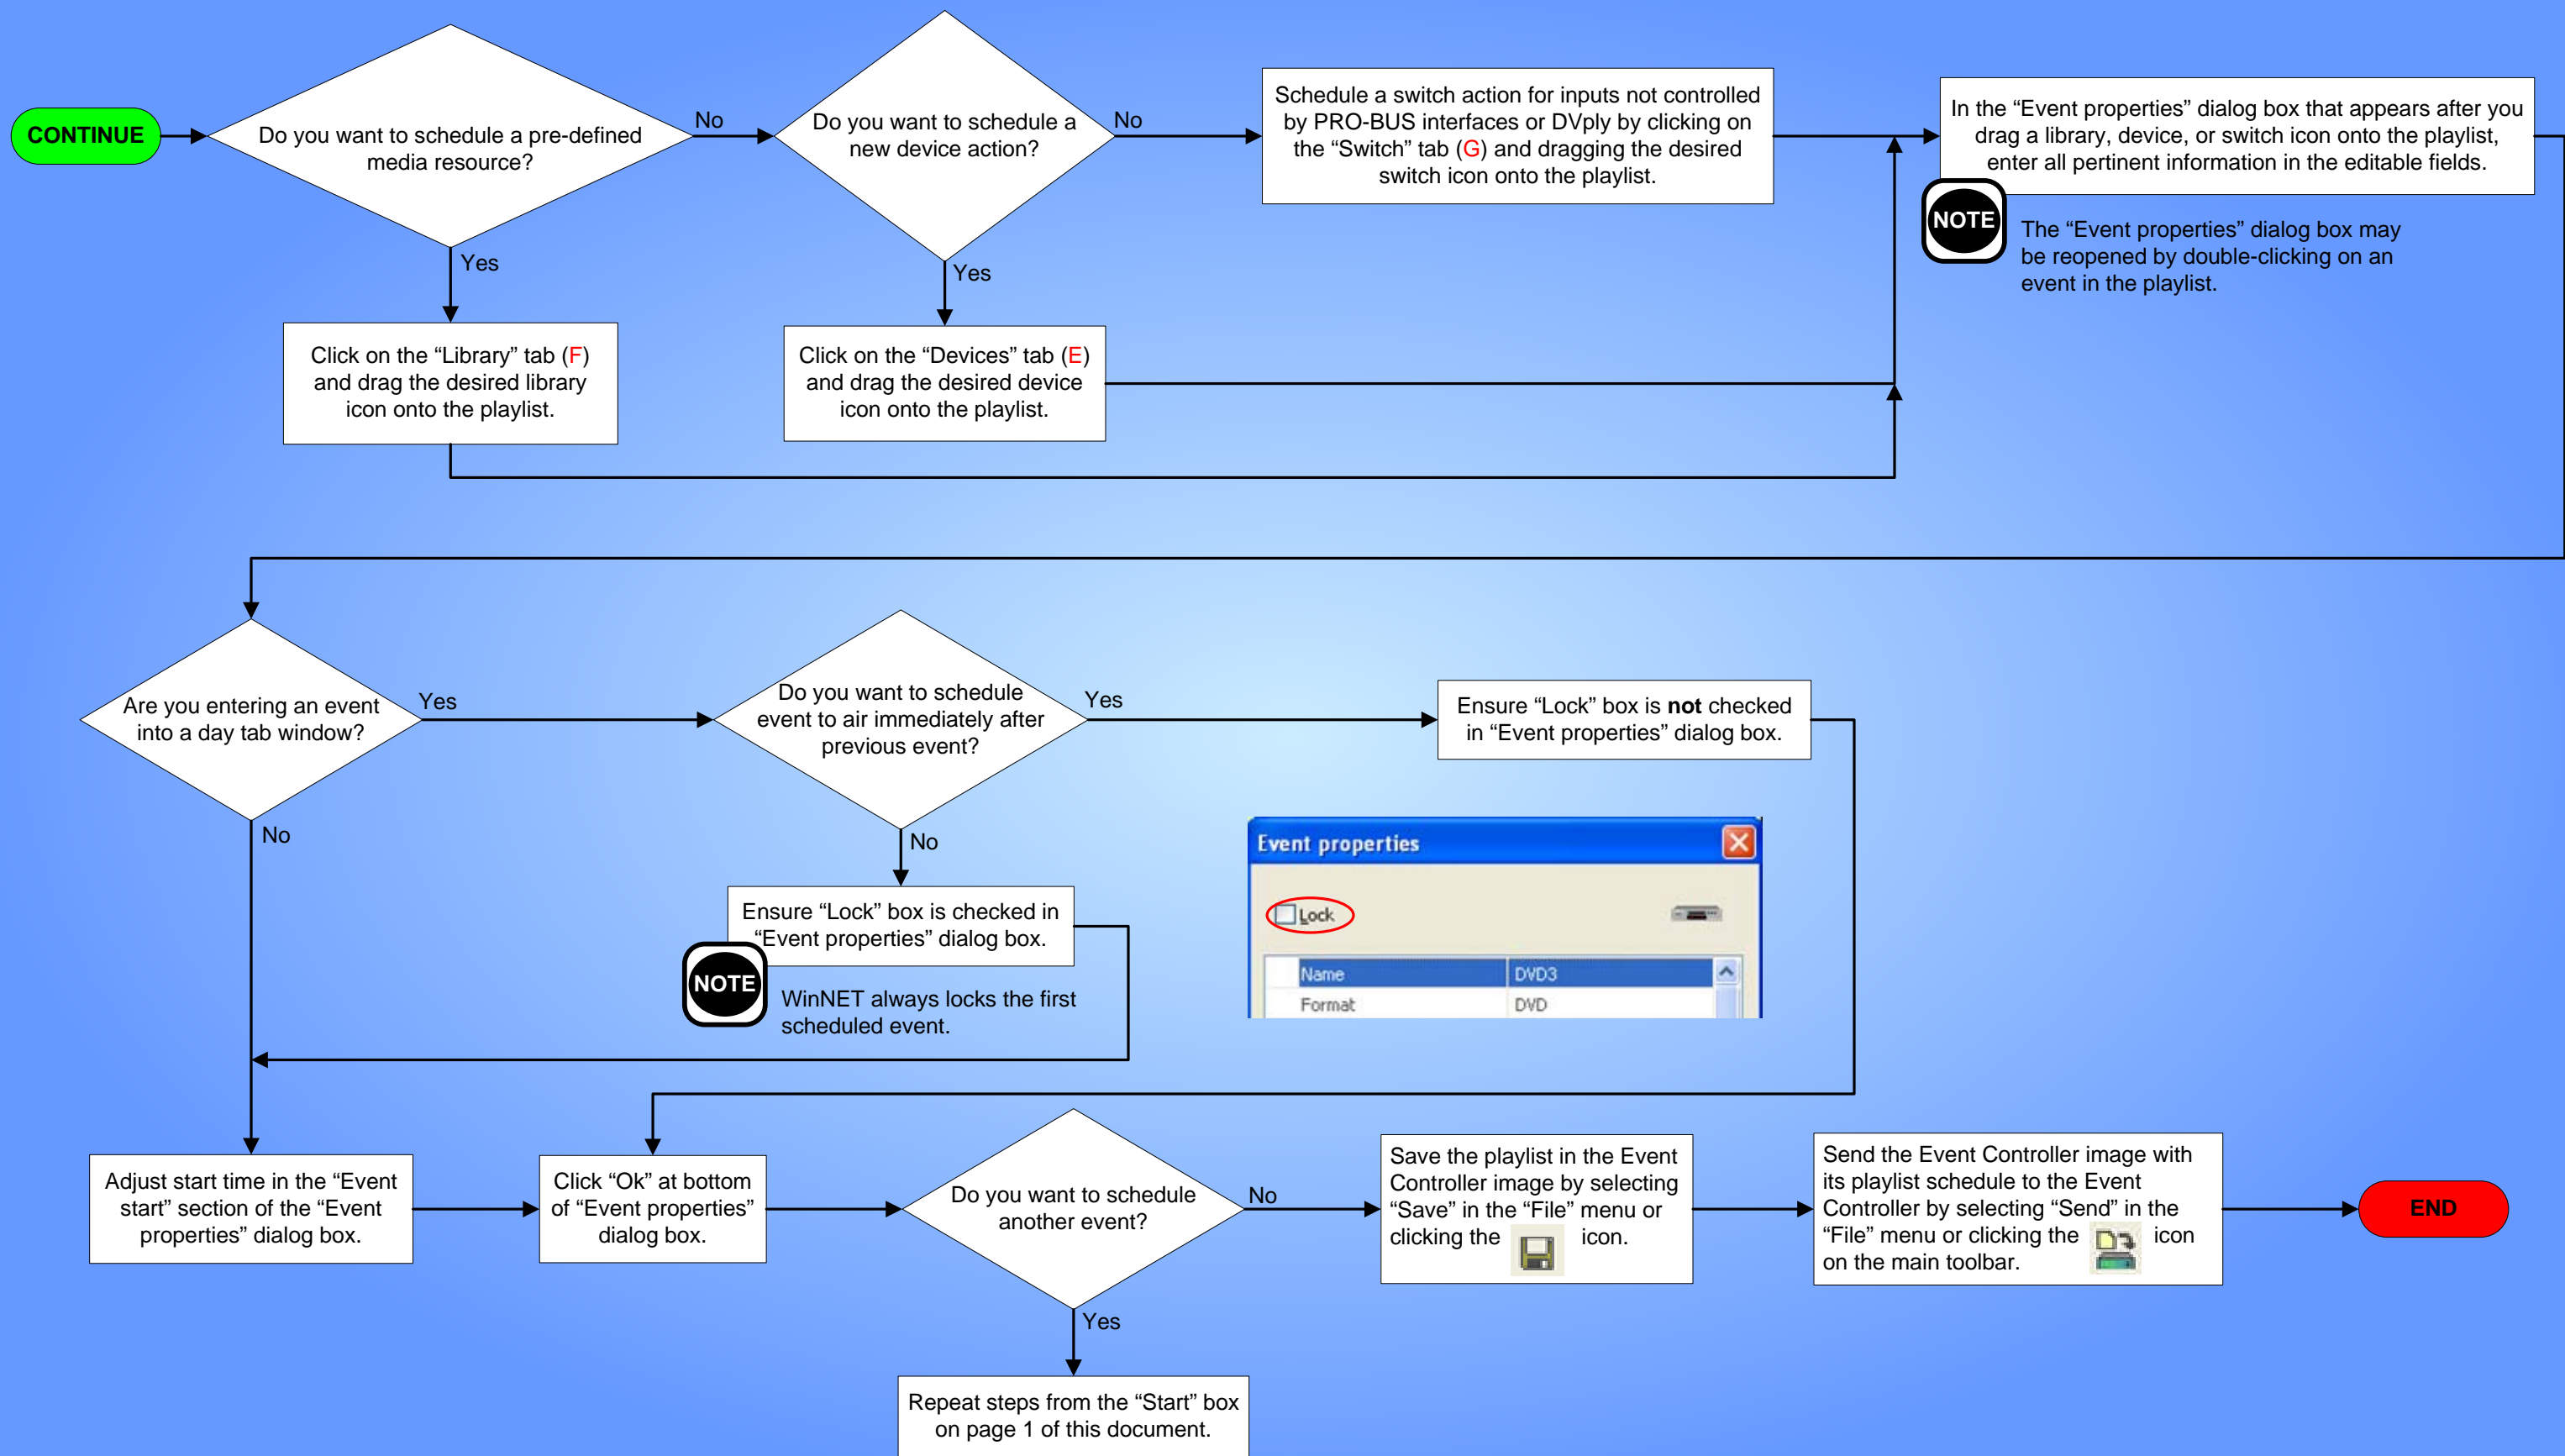 CONTINUE
Do you want to schedule a pre-defined
media resource?
No
Yes
Do you want to schedule a
new device action?
No
Yes
Schedule a switch action for inputs not controlled
by PRO-BUS interfaces or DVply by clicking on
the “Switch” tab (G) and dragging the desired
switch icon onto the playlist.
In the “Event properties” dialog box that appears after you
drag a library, device, or switch icon onto the playlist,
enter all pertinent information in the editable fields.
NOTE
The “Event properties” dialog box may
be reopened by double-clicking on an
event in the playlist.
Click on the “Library” tab (F)
and drag the desired library
icon onto the playlist.
Click on the “Devices” tab (E)
and drag the desired device
icon onto the playlist.
Are you entering an event
into a day tab window?
Yes
No
Do you want to schedule
event to air immediately after
previous event?
Yes
No
Ensure “Lock” box is not checked
in “Event properties” dialog box.
Ensure “Lock” box is checked in
“Event properties” dialog box.
NOTE
WinNET always locks the first
scheduled event.
Event properties
Lock
Name DVD3
Format DVD
Adjust start time in the “Event
start” section of the “Event
properties” dialog box.
Click “Ok” at bottom
of “Event properties”
dialog box.
Do you want to schedule
another event?
No
Yes
Save the playlist in the Event
Controller image by selecting
“Save” in the “File” menu or
clicking the icon.
Send the Event Controller image with
its playlist schedule to the Event
Controller by selecting “Send” in the
“File” menu or clicking the icon
on the main toolbar.
END
Repeat steps from the “Start” box
on page 1 of this document.